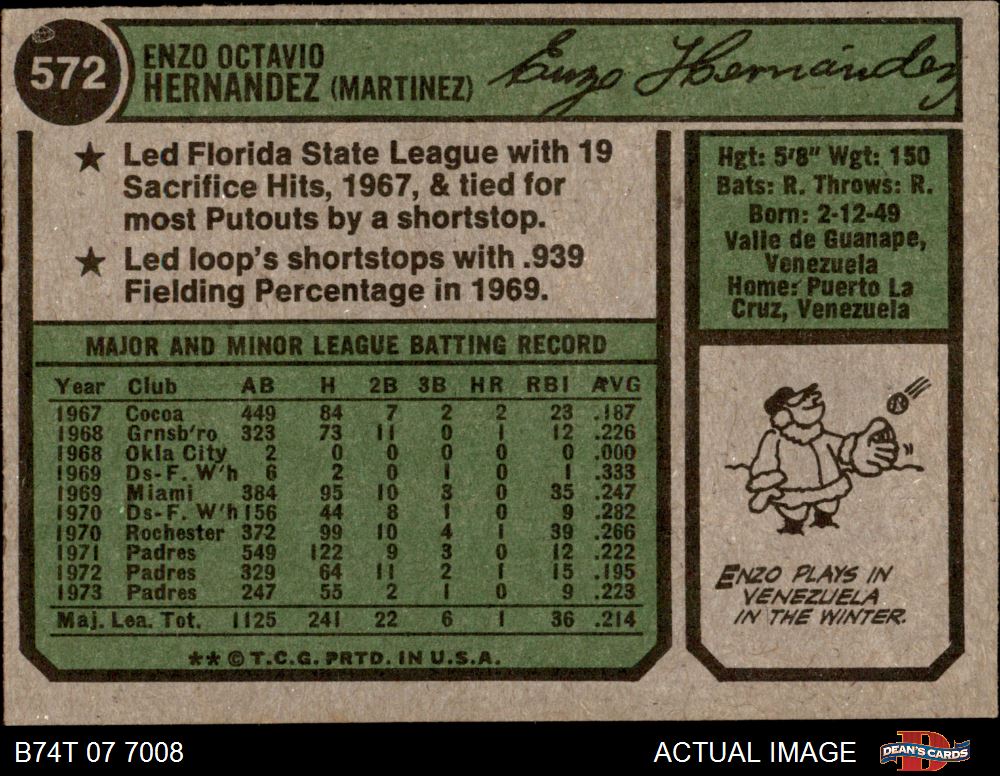 572
ENZO OCTAVIO
HERNANDEZ (MARTINEZ)
Enzo Hernández
★ Led Florida State League with 19
Sacrifice Hits, 1967, & tied for
most Putouts by a shortstop.
★ Led loop's shortstops with .939
Fielding Percentage in 1969.
Hgt: 5'8" Wgt: 150
Bats: R. Throws: R.
Born: 2-12-49
Valle de Guanape,
Venezuela
Home: Puerto La
Cruz, Venezuela
MAJOR AND MINOR LEAGUE BATTING RECORD
Year Club AB H 2B 3B HR RBI AVG
1967 Cocoa 449 84 7 2 2 23 .187
1968 Grnsb'ro 323 73 11 0 1 12 .226
1968 Okla City 2 0 0 0 0 0 .000
1969 Ds-F. W'h 6 2 0 1 0 1 .333
1969 Miami 384 95 10 3 0 35 .247
1970 Ds-F. W'h 156 44 8 1 0 9 .282
1970 Rochester 372 99 10 4 1 39 .266
1971 Padres 549 122 9 3 0 12 .222
1972 Padres 329 64 11 2 1 15 .195
1973 Padres 247 55 2 1 0 9 .223
Maj. Lea. Tot. 1125 241 22 6 1 36 .214
** © T.C.G. PRTD. IN U.S.A.
ENZO PLAYS IN
VENEZUELA
IN THE WINTER.
B74T 07 7008
ACTUAL IMAGE
DEAN'S CARDS